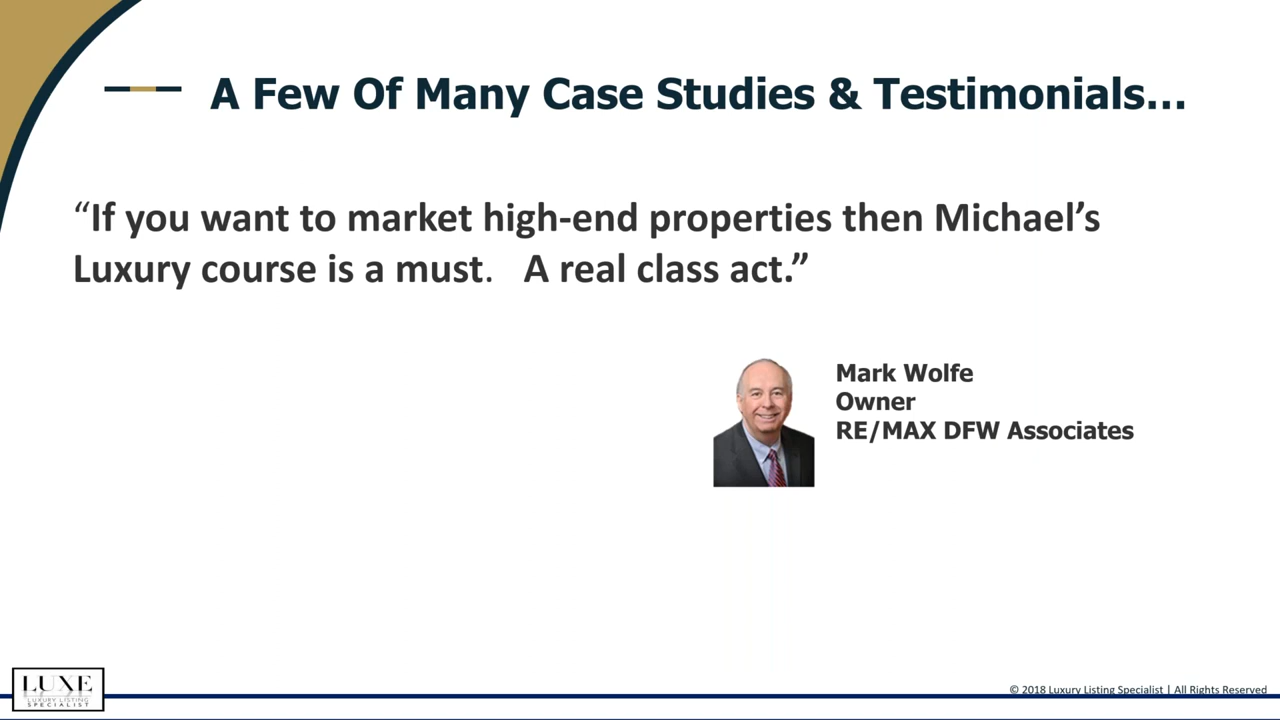 A Few Of Many Case Studies & Testimonials...
“If you want to market high-end properties then Michael’s
Luxury course is a must.   A real class act.”
Mark Wolfe
Owner
RE/MAX DFW Associates
LUXE
LUXURY LISTING
SPECIALIST
© 2018 Luxury Listing Specialist | All Rights Reserved